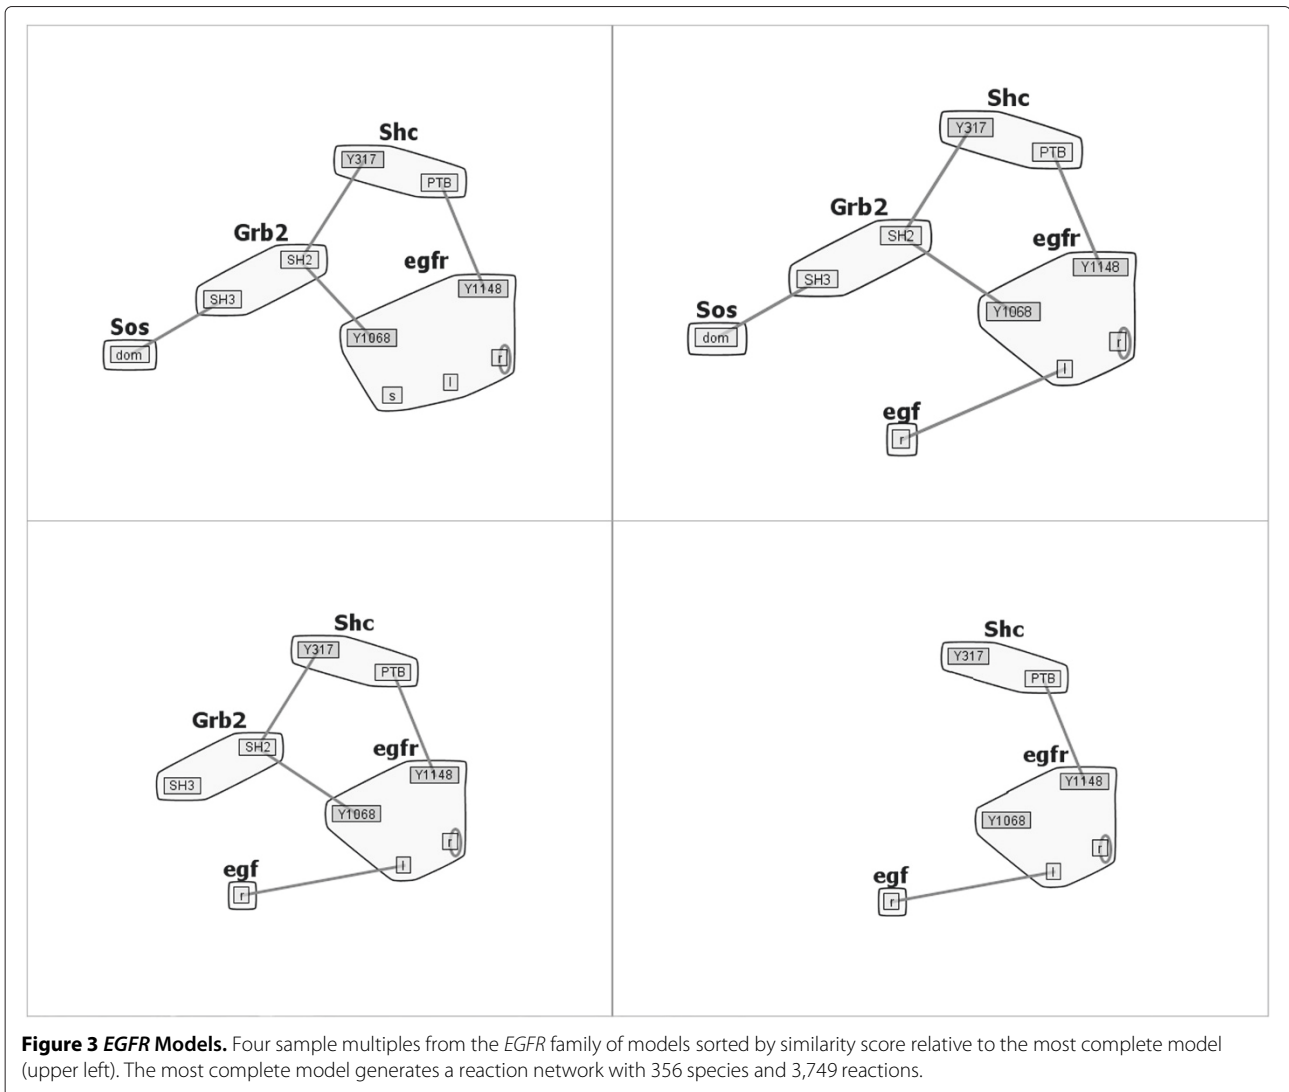 Shc
Y317
PTB
Grb2
SH2
SH3
egfr
Y1148
Y1068
r
l
s
Sos
dom
Shc
Y317
PTB
Grb2
SH2
SH3
egfr
Y1148
Y1068
r
l
Sos
dom
egf
r
Shc
Y317
PTB
Grb2
SH2
SH3
egfr
Y1148
Y1068
r
l
egf
r
Shc
Y317
PTB
egfr
Y1148
Y1068
r
l
egf
r
Figure 3 EGFR Models. Four sample multiples from the EGFR family of models sorted by similarity score relative to the most complete model
(upper left). The most complete model generates a reaction network with 356 species and 3,749 reactions.